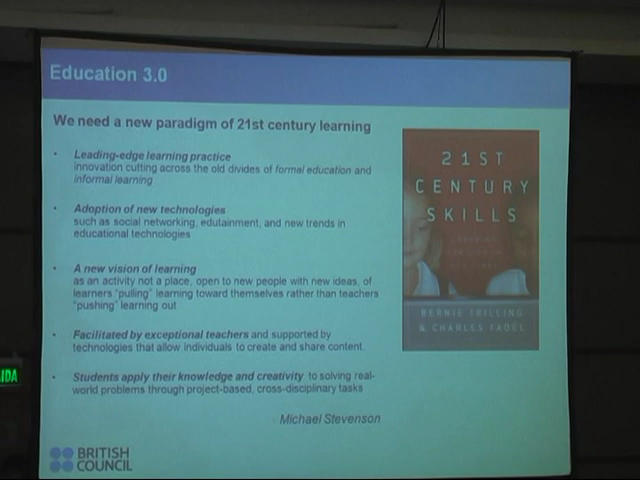 Education 3.0
We need a new paradigm of 21st century learning
Leading-edge learning practice
innovation cutting across the old divides of formal education and
informal learning
Adoption of new technologies
such as social networking, edutainment, and new trends in
educational technologies
A new vision of learning
as an activity not a place, open to new people with new ideas, of
learners "pulling" learning toward themselves rather than teachers
"pushing" learning out
Facilitated by exceptional teachers and supported by
technologies that allow individuals to create and share content.
Students apply their knowledge and creativity to solving real-
world problems through project-based, cross-disciplinary tasks
- Michael Stevenson
BRITISH
COUNCIL
21ST
CENTURY
SKILLS
BERNIE TRILLING
& CHARLES FADEL
IDA